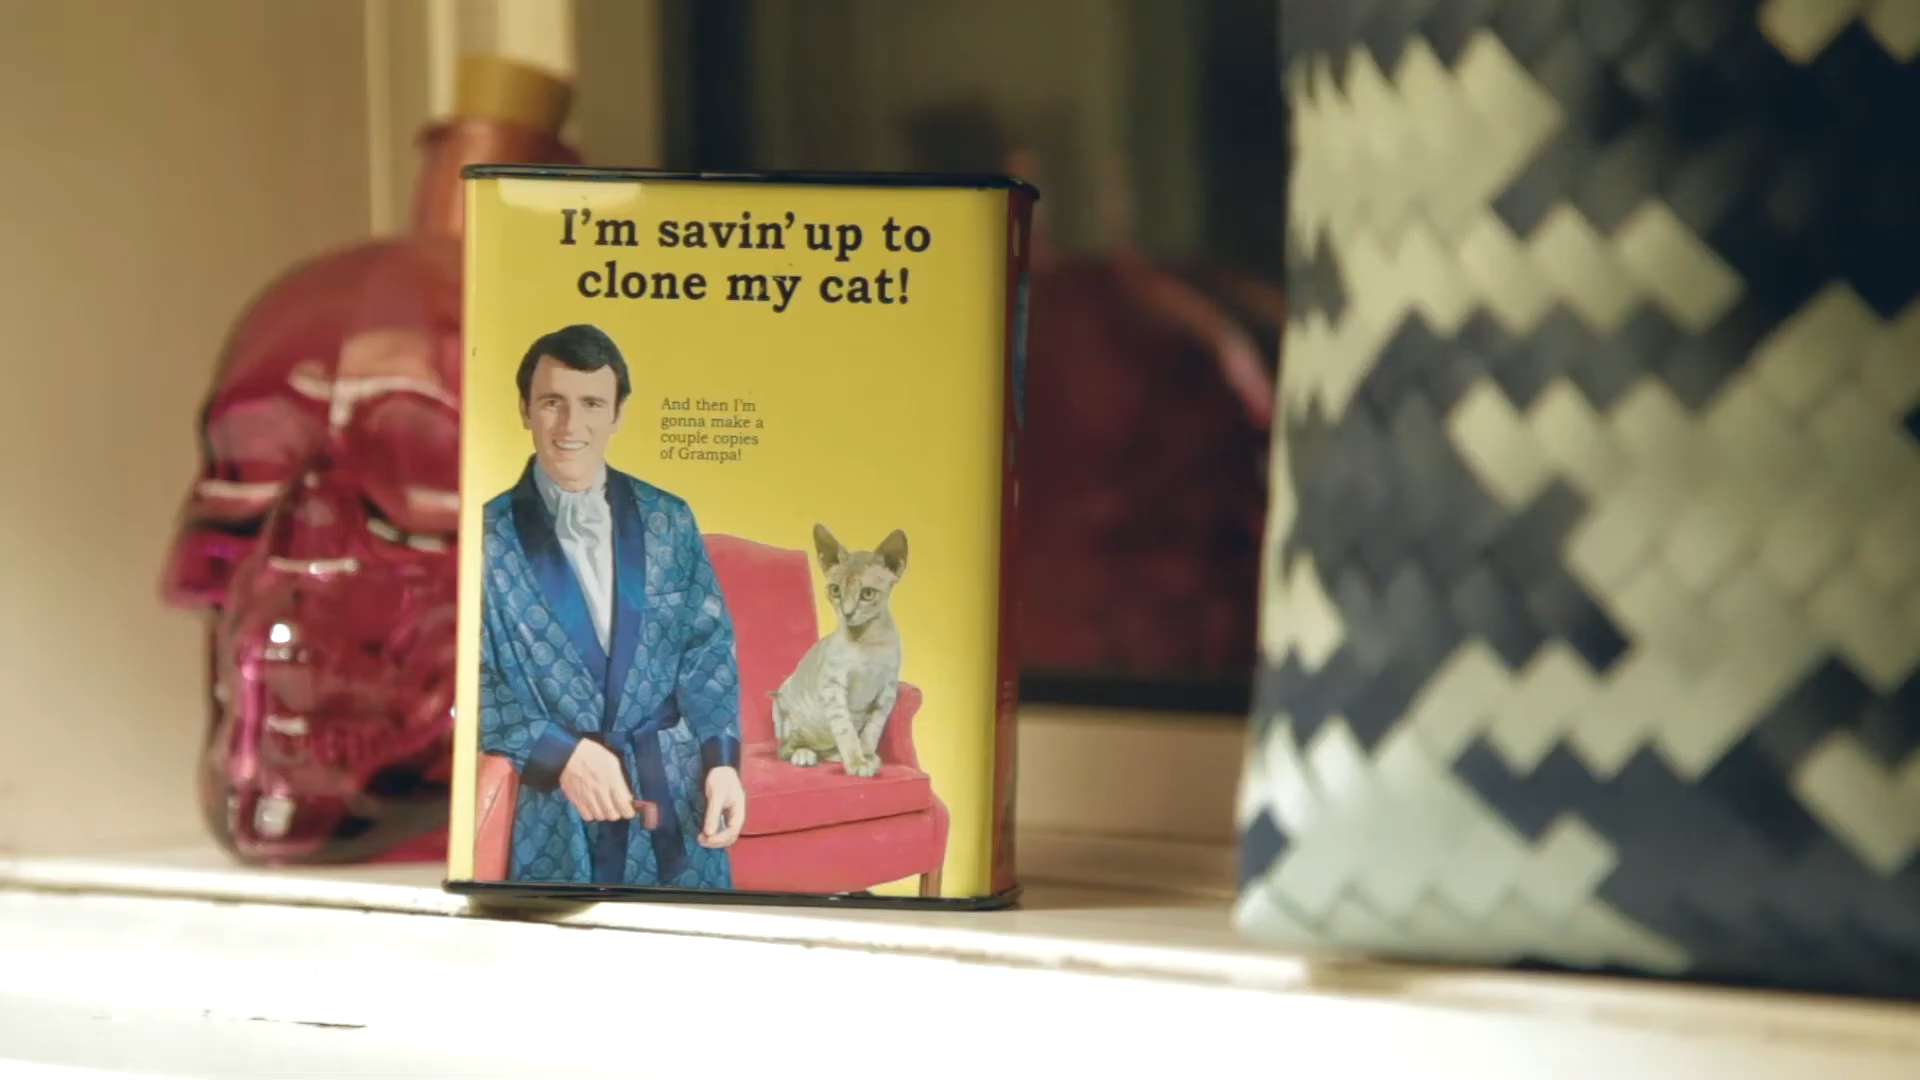 I'm savin' up to
clone my cat!
And then I'm
gonna make a
couple copies
of Grampa!